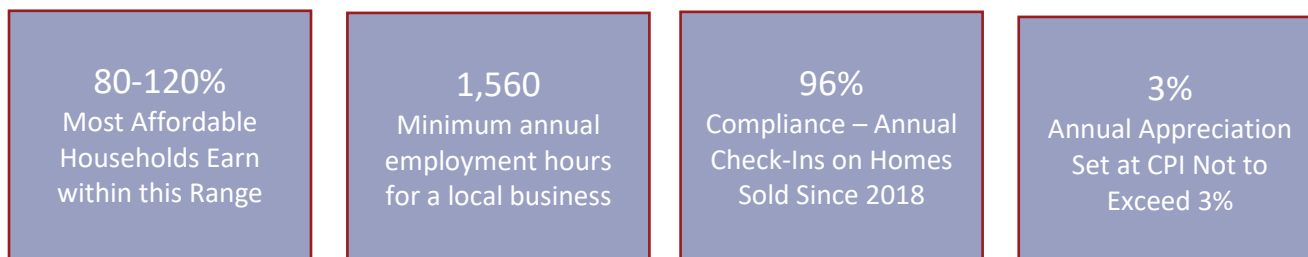 80-120%
Most Affordable
Households Earn
within this Range
1,560
Minimum annual
employment hours
for a local business
96%
Compliance – Annual
Check-Ins on Homes
Sold Since 2018
3%
Annual Appreciation
Set at CPI Not to
Exceed 3%